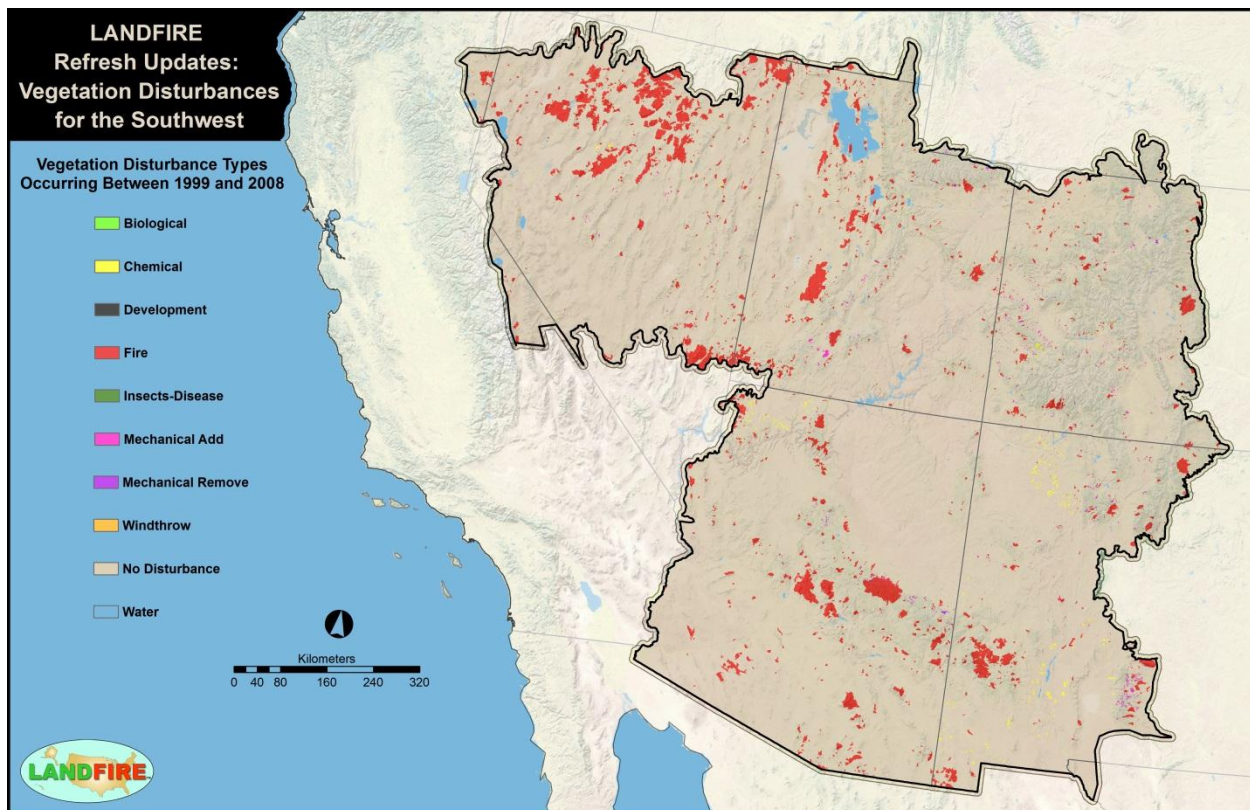 LANDFIRE
Refresh Updates:
Vegetation Disturbances
for the Southwest
Vegetation Disturbance Types
Occurring Between 1999 and 2008
Biological
Chemical
Development
Fire
Insects-Disease
Mechanical Add
Mechanical Remove
Windthrow
No Disturbance
Water
Kilometers
0 40 80 160 240 320
LANDFIRE